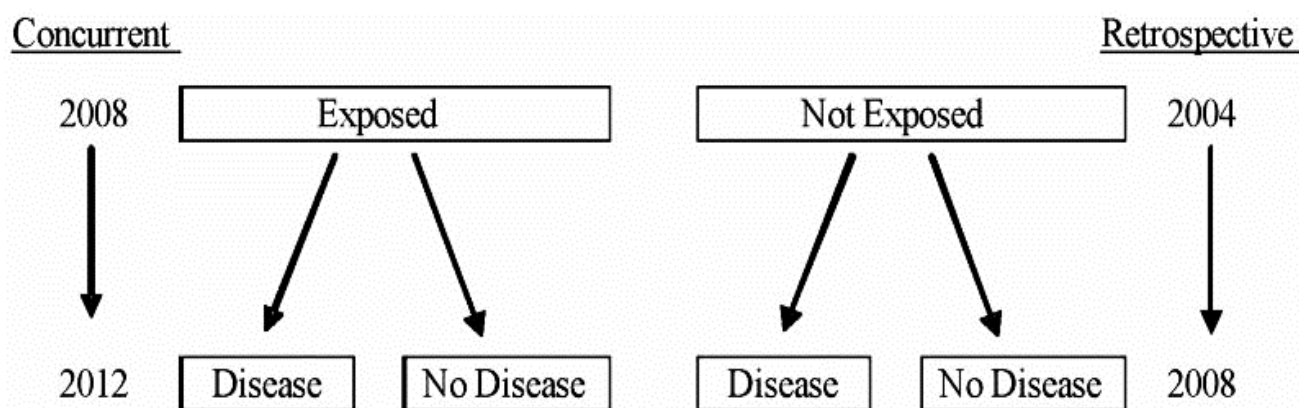 Concurrent Retrospective
2008 Exposed Not Exposed 2004
2012 Disease No Disease Disease No Disease 2008